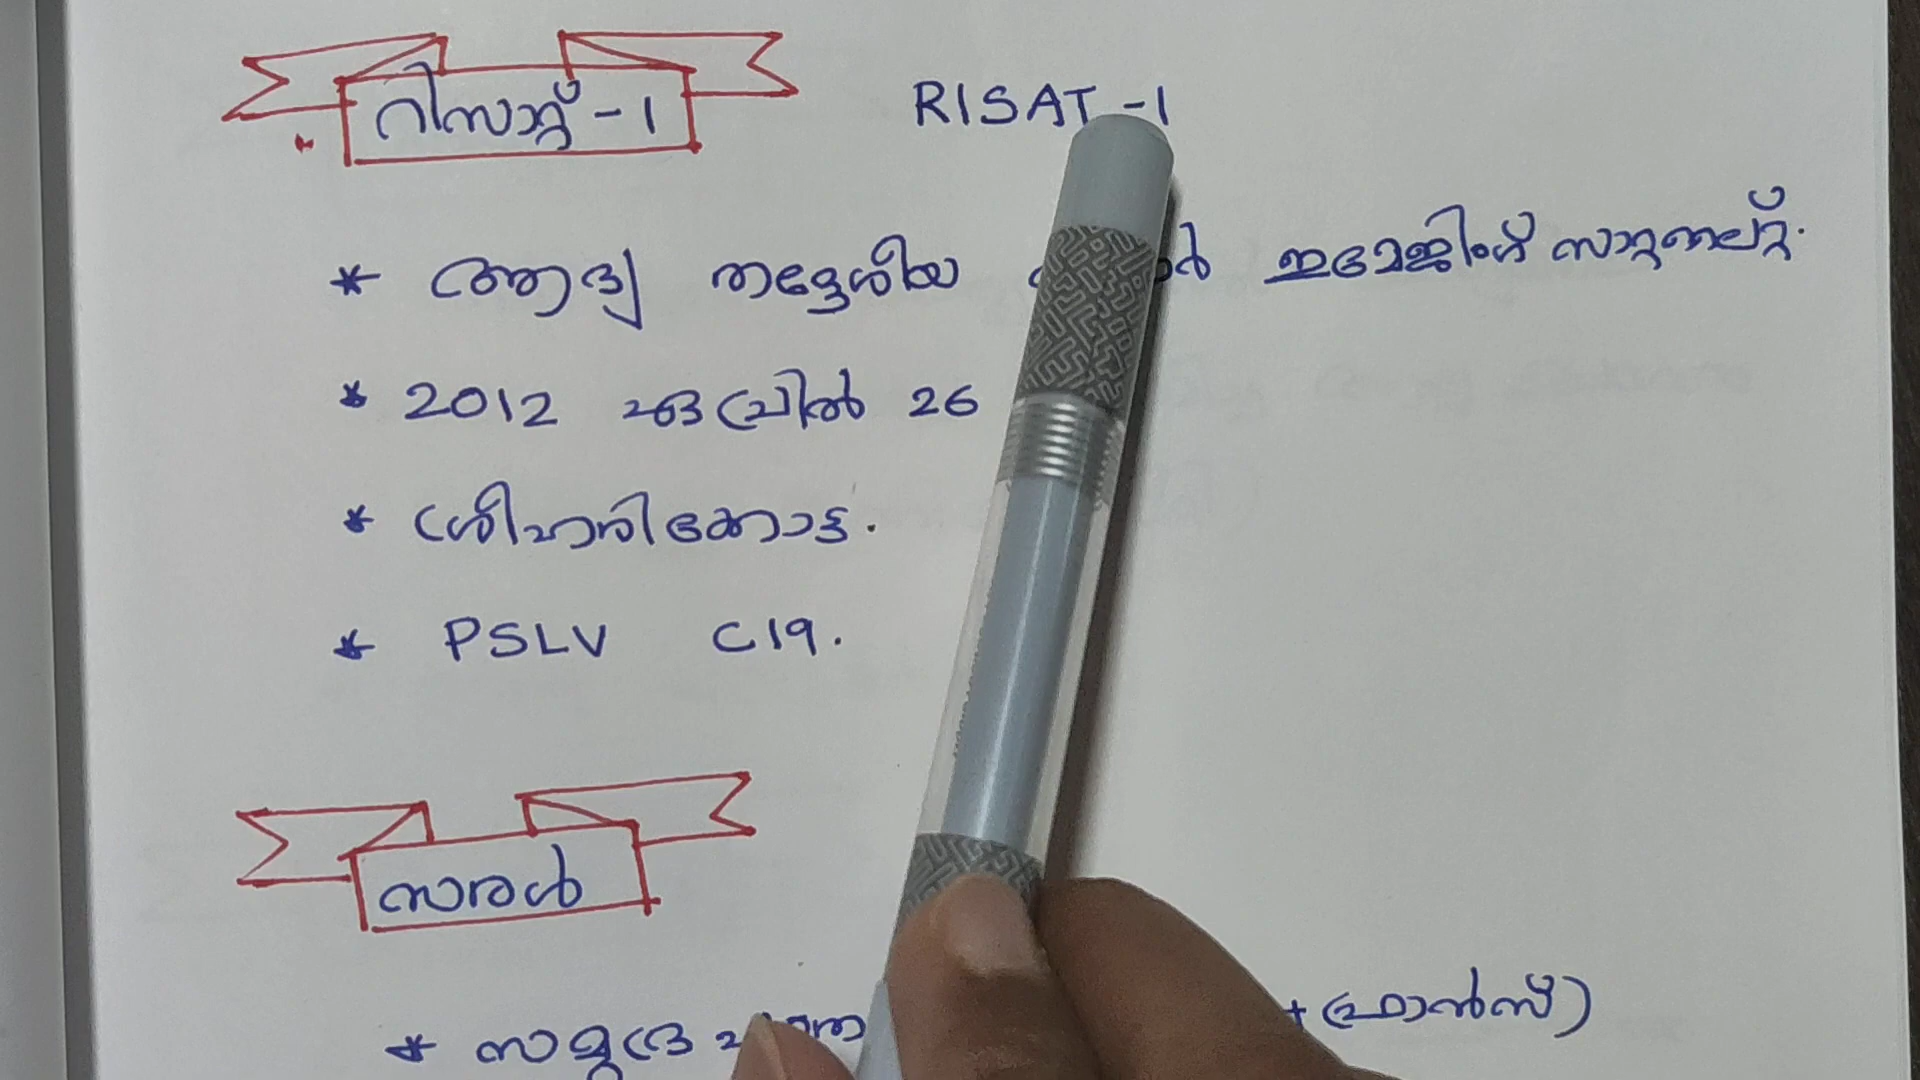 റിസാറ്റ് - 1 RISAT - 1
* ആദ്യ തദ്ദേശീയ ഇമേജിംഗ് സാറ്റലൈറ്റ്.
* 2012 ഏപ്രിൽ 26
* ശ്രീഹരിക്കോട്ട.
* PSLV C19.
സരൾ
* സമുദ്ര + ഫ്രാൻസ്)